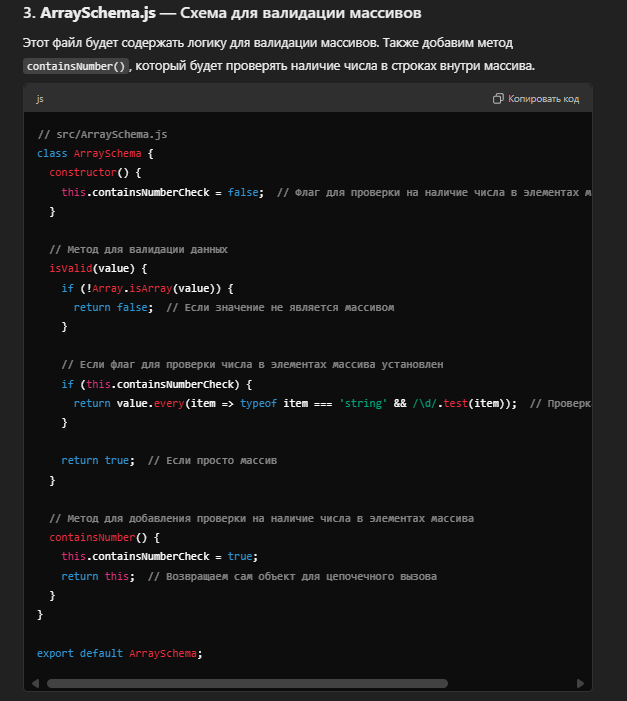 3. ArraySchema.js — Схема для валидации массивов
Этот файл будет содержать логику для валидации массивов. Также добавим метод
containsNumber(), который будет проверять наличие числа в строках внутри массива.
js
Копировать код
// src/ArraySchema.js
class ArraySchema {
  constructor() {
    this.containsNumberCheck = false;  // Флаг для проверки на наличие числа в элементах
  }

  // Метод для валидации данных
  isValid(value) {
    if (!Array.isArray(value)) {
      return false;  // Если значение не является массивом
    }

    // Если флаг для проверки числа в элементах массива установлен
    if (this.containsNumberCheck) {
      return value.every(item => typeof item === 'string' && /\d/.test(item));  // Проверк
    }

    return true;  // Если просто массив
  }

  // Метод для добавления проверки на наличие числа в элементах массива
  containsNumber() {
    this.containsNumberCheck = true;
    return this;  // Возвращаем сам объект для цепочечного вызова
  }
}

export default ArraySchema;